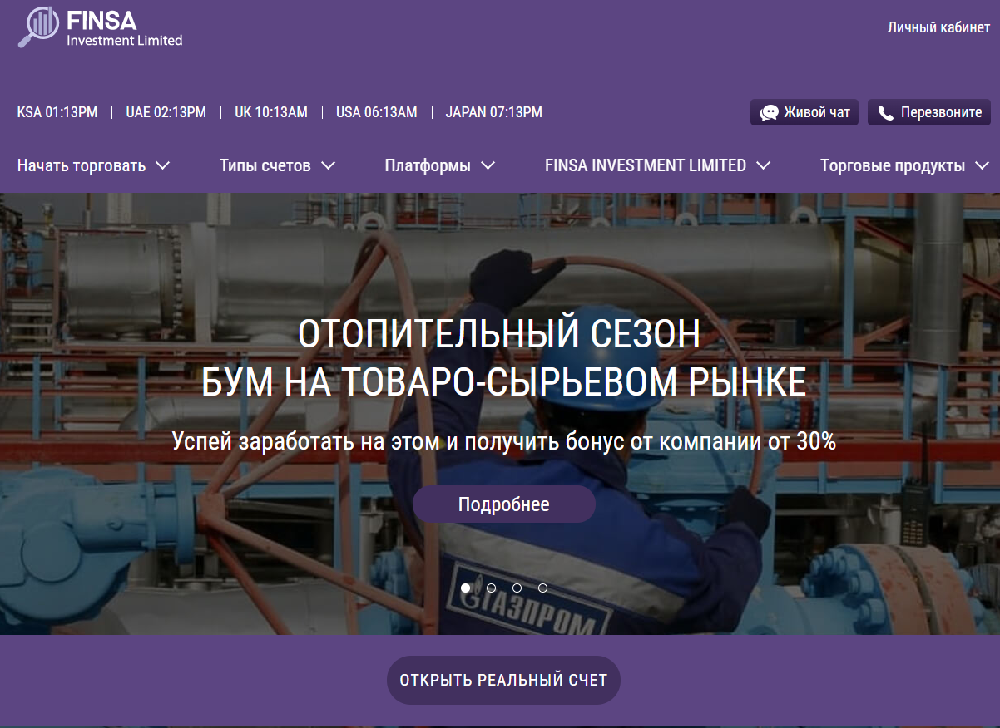 FINSA
Investment Limited
Личный кабинет
KSA 01:13PM | UAE 02:13PM | UK 10:13AM | USA 06:13AM | JAPAN 07:13PM
Живой чат
Перезвоните
Начать торговать
Типы счетов
Платформы
FINSA INVESTMENT LIMITED
Торговые продукты
ОТОПИТЕЛЬНЫЙ СЕЗОН
БУМ НА ТОВАРО-СЫРЬЕВОМ РЫНКЕ
Успей заработать на этом и получить бонус от компании от 30%
Подробнее
ГАЗПРОМ
ОТКРЫТЬ РЕАЛЬНЫЙ СЧЕТ